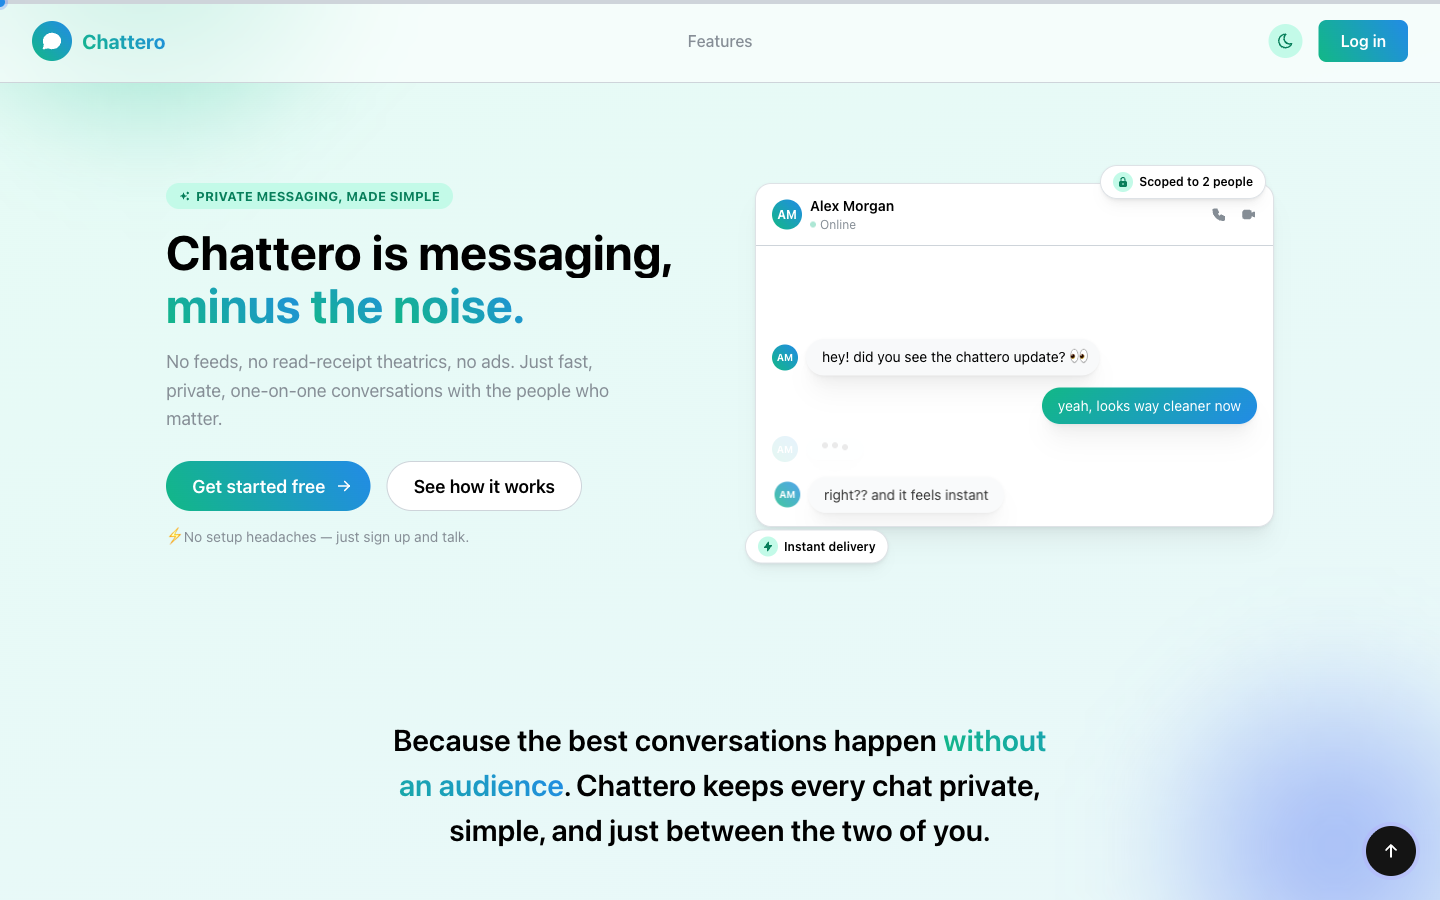 Chattero
Features
Log in
PRIVATE MESSAGING, MADE SIMPLE
Chattero is messaging,
minus the noise.
No feeds, no read-receipt theatrics, no ads. Just fast,
private, one-on-one conversations with the people who
matter.
Get started free →
See how it works
⚡No setup headaches — just sign up and talk.
Scoped to 2 people
AM
Alex Morgan
Online
AM
hey! did you see the chattero update? 👀
yeah, looks way cleaner now
AM
AM
right?? and it feels instant
Instant delivery
Because the best conversations happen without
an audience. Chattero keeps every chat private,
simple, and just between the two of you.